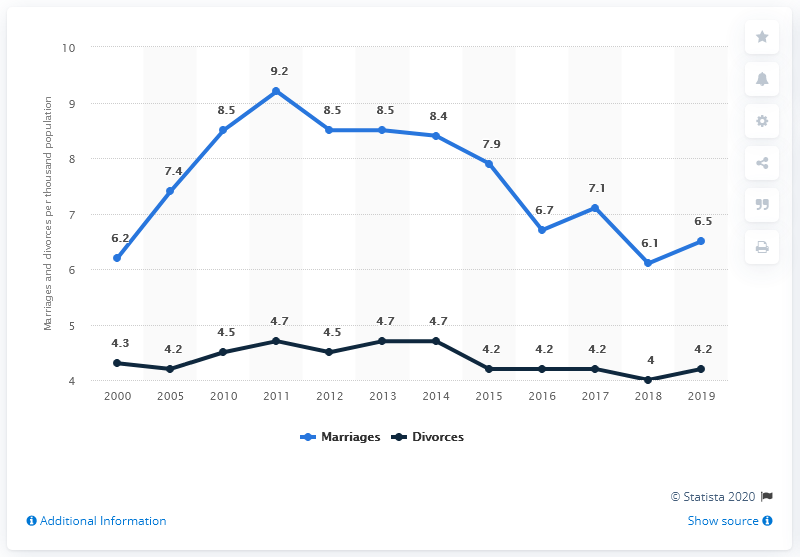 10
9
8
7
6
5
4
Marriages and divorces per thousand population
6.2 7.4 8.5 9.2 8.5 8.5 8.4 7.9 6.7 7.1 6.1 6.5
4.3 4.2 4.5 4.7 4.5 4.7 4.7 4.2 4.2 4.2 4 4.2
2000 2005 2010 2011 2012 2013 2014 2015 2016 2017 2018 2019
Marriages Divorces
© Statista 2020
Additional Information Show source